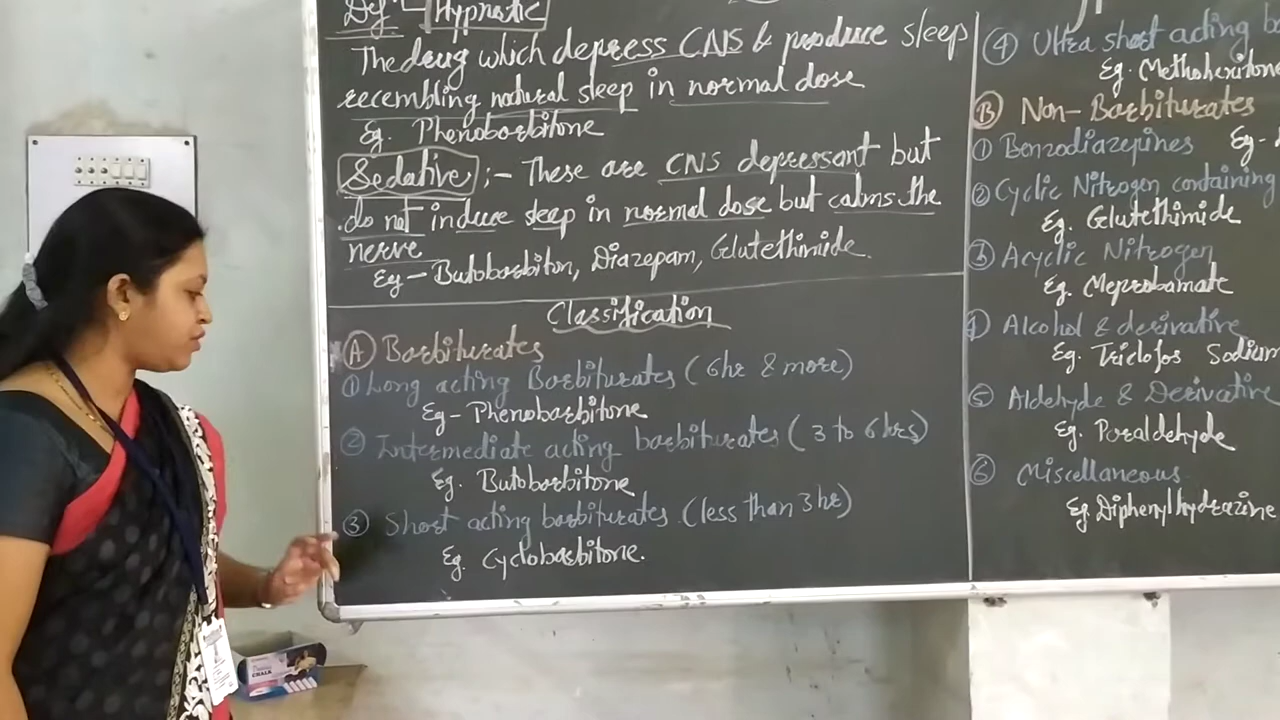 Def - Hypnotic
The drug which depress CNS & produce sleep
recembling natural sleep in normal dose
Eg. Phenobarbitone
Sedative :- These are CNS depressant but
do not induce sleep in normal dose but calms the
nerve
Eg - Butobarbiton, Diazepam, Glutethimide.
Classification
(A) Barbiturates
① Long acting Barbiturates (6hr & more)
Eg - Phenobarbitone
② Intermediate acting barbiturates (3 to 6 hrs)
Eg. Butobarbitone
③ Short acting barbiturates (less than 3hr)
Eg. Cyclobarbitone.
④ Ultra short acting
Eg. Methohexitone
(B) Non-Barbiturates
① Benzodiazepines Eg-
② Cyclic Nitrogen containing
Eg. Glutethimide
③ Acyclic Nitrogen
Eg. Meprobamate
④ Alcohol & derivative
Eg. Triclofos Sodium
⑤ Aldehyde & Derivative
Eg. Paraldehyde
⑥ Miscellaneous
Eg. Diphenylhydrazine
CHALK